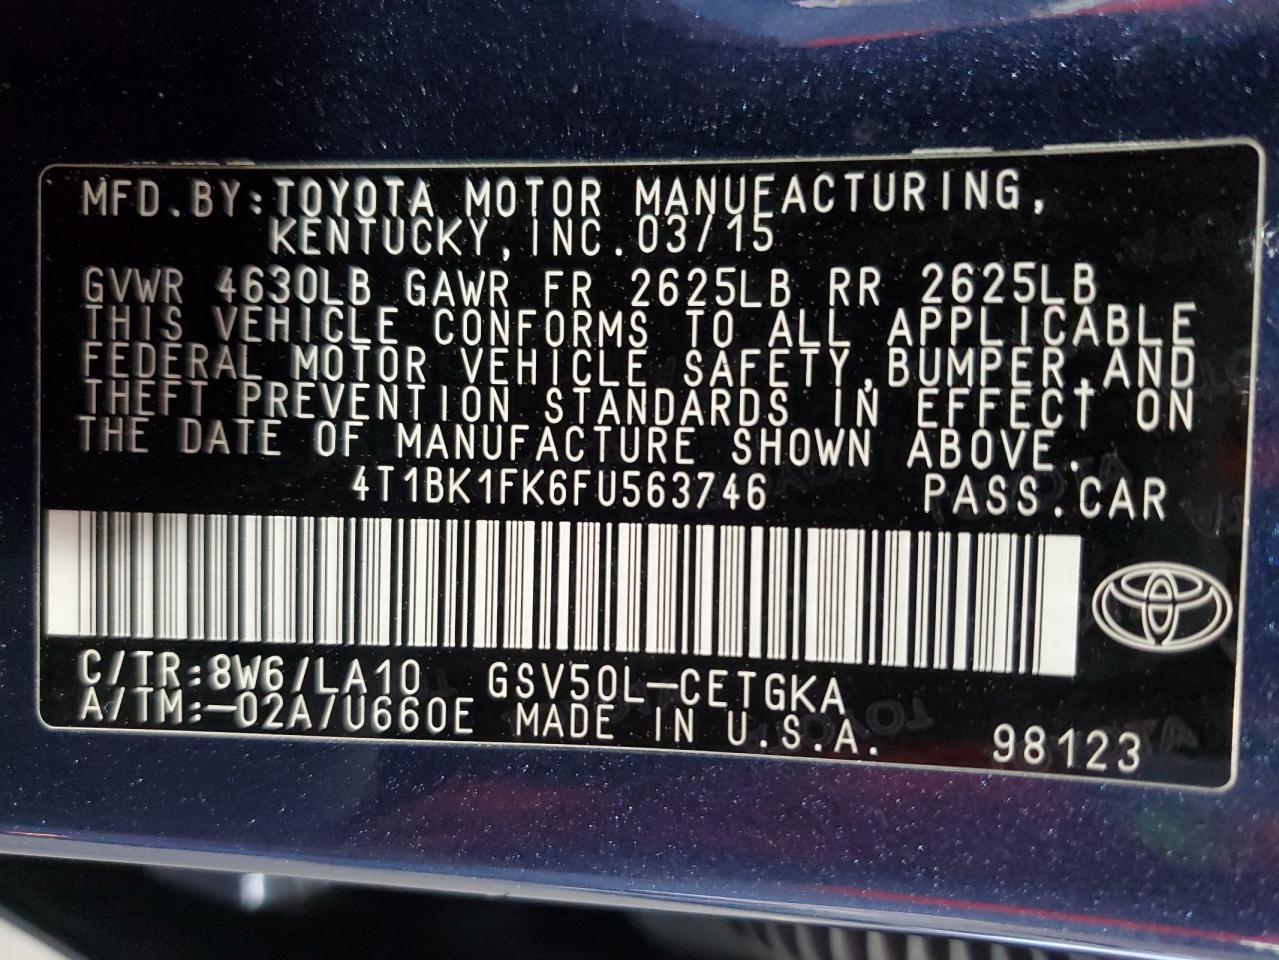 MFD.BY:TOYOTA MOTOR MANUFACTURING,
KENTUCKY,INC. 03/15
GVWR 4630LB GAWR FR 2625LB RR 2625LB
THIS VEHICLE CONFORMS TO ALL APPLICABLE
FEDERAL MOTOR VEHICLE SAFETY,BUMPER,AND
THEFT PREVENTION STANDARDS IN EFFECT ON
THE DATE OF MANUFACTURE SHOWN ABOVE.
4T1BK1FK6FU563746 PASS.CAR
C/TR:8W6/LA10 GSV50L-CETGKA
A/TM:-02A/U660E MADE IN U.S.A. 98123